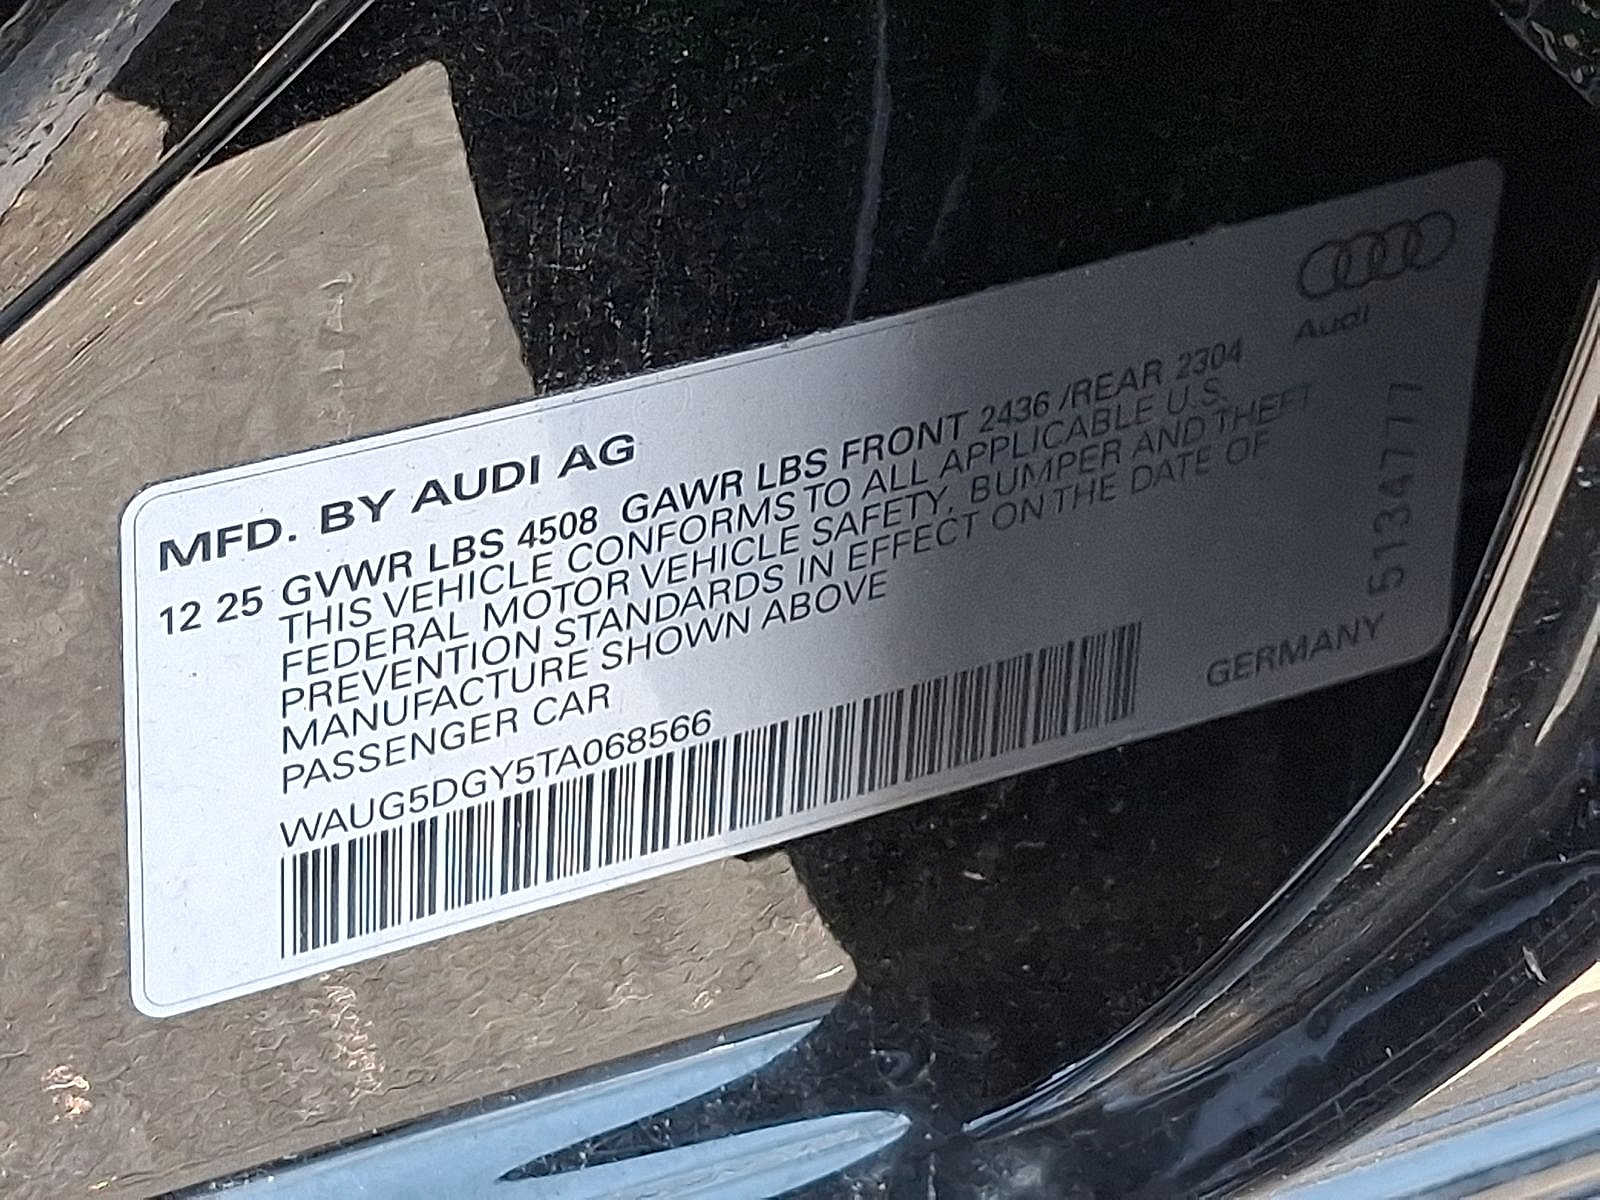 Audi
MFD. BY AUDI AG
12 25 GVWR LBS 4508 GAWR LBS FRONT 2436 /REAR 2304
THIS VEHICLE CONFORMS TO ALL APPLICABLE U.S.
FEDERAL MOTOR VEHICLE SAFETY, BUMPER AND THEFT
PREVENTION STANDARDS IN EFFECT ON THE DATE OF
MANUFACTURE SHOWN ABOVE
PASSENGER CAR
WAUG5DGY5TA068566
GERMANY
5134777